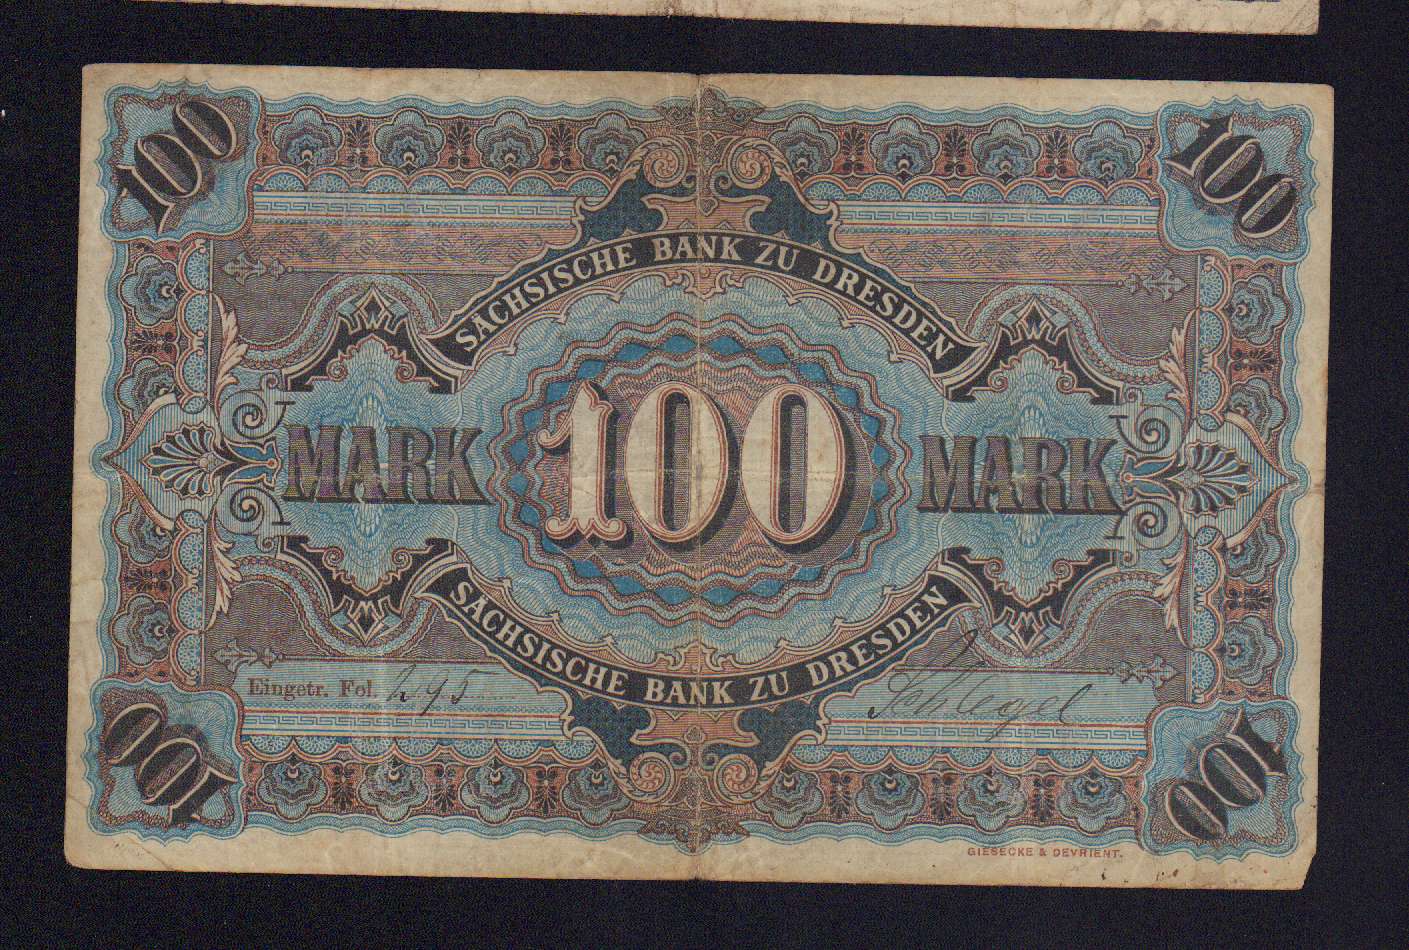 100 100
SÄCHSISCHE BANK ZU DRESDEN
MARK 100 MARK
SÄCHSISCHE BANK ZU DRESDEN
Eingetr. Fol. 295
Schlegel
100 100
GIESECKE & DEVRIENT.